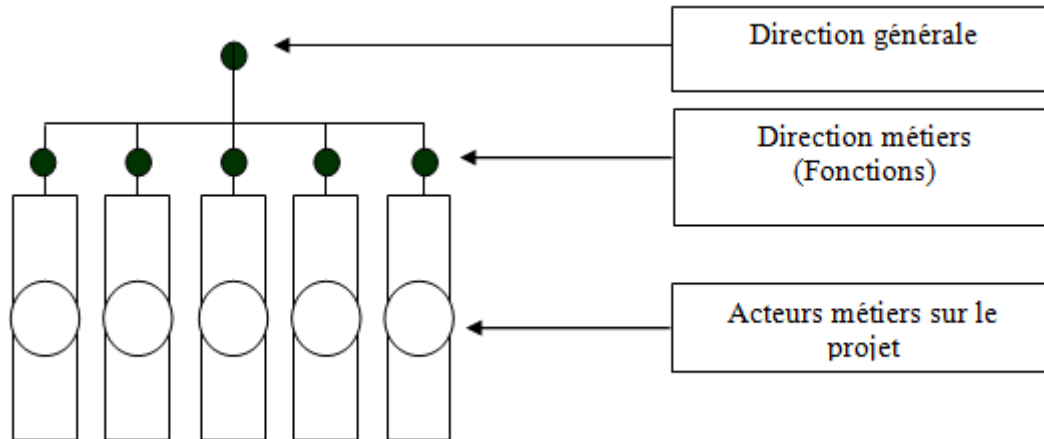 Direction générale
Direction métiers
(Fonctions)
Acteurs métiers sur le
projet